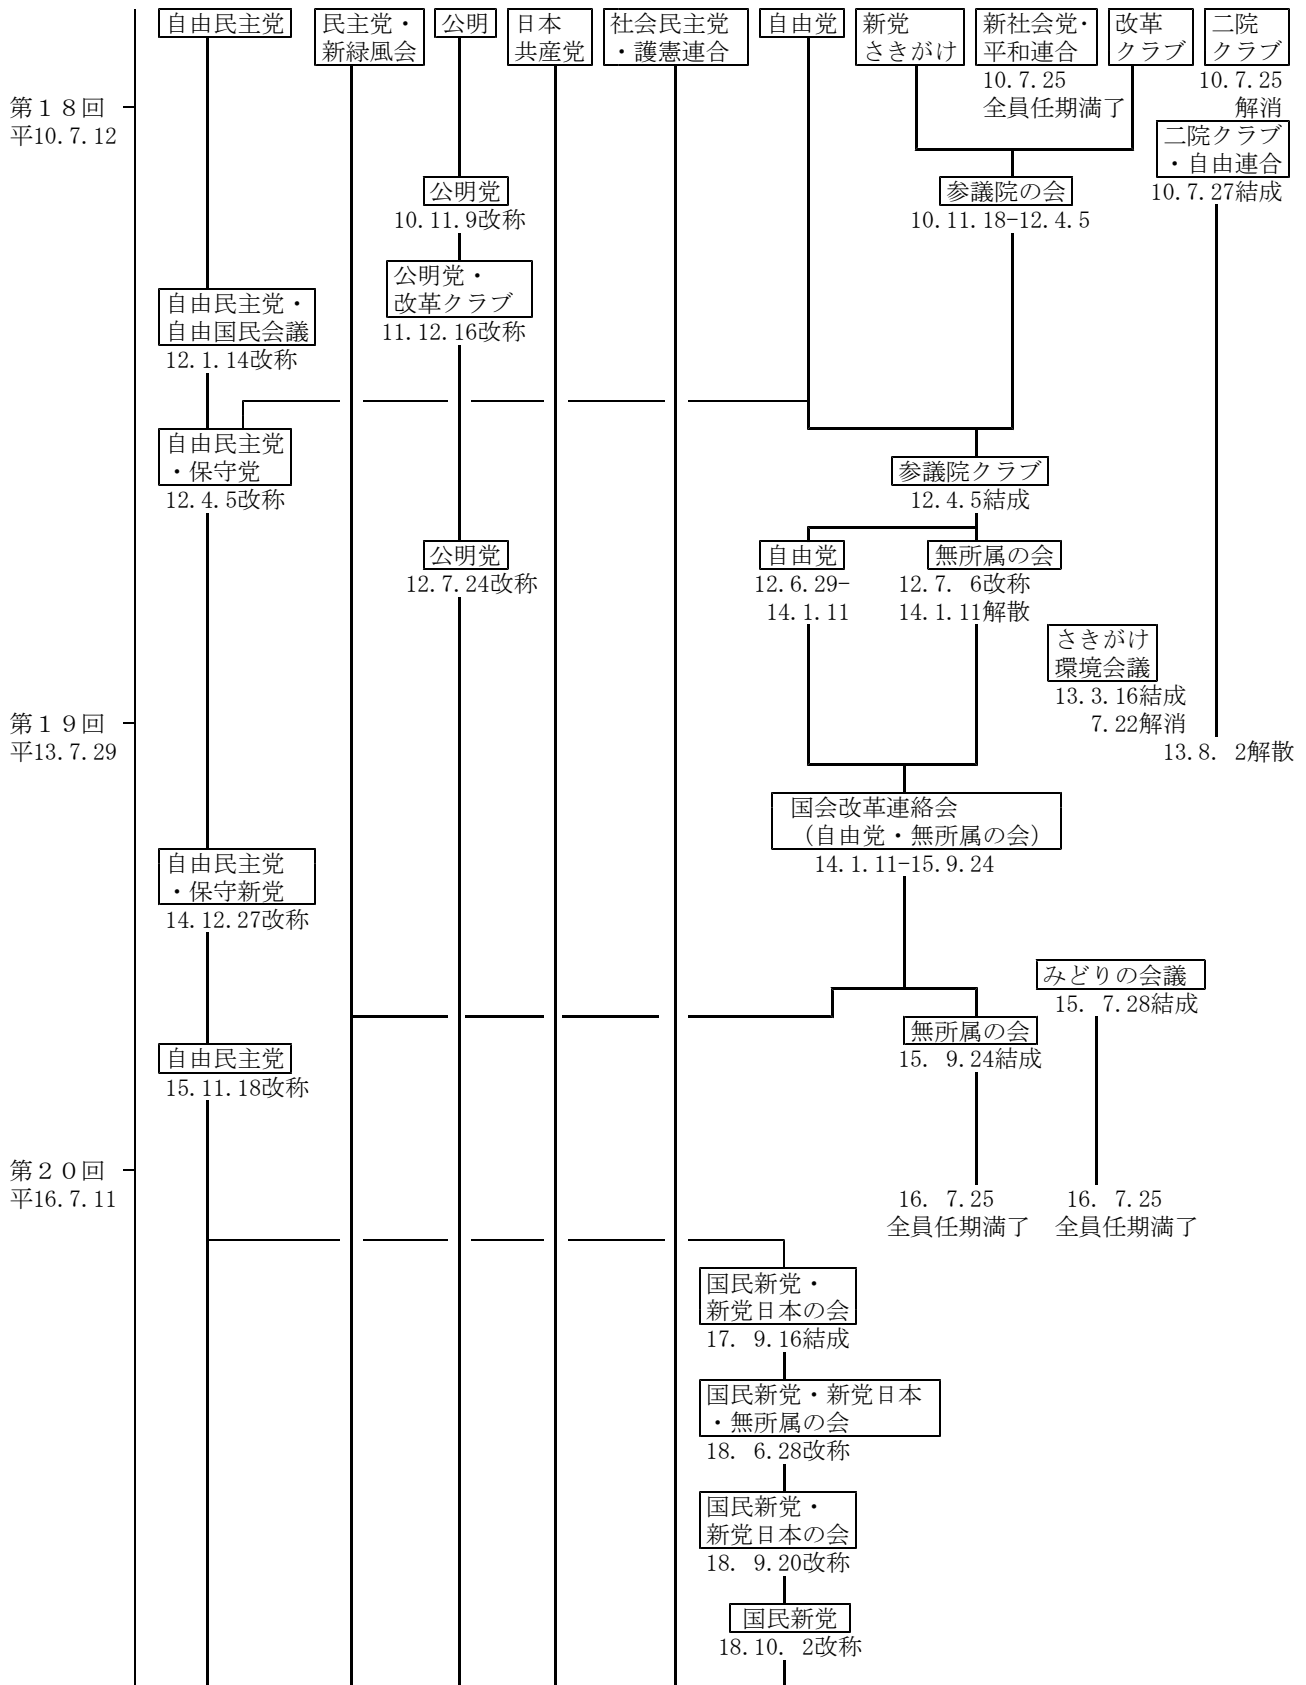 自由民主党
民主党・
新緑風会
公明
日本
共産党
社会民主党
・護憲連合
自由党
新党
さきがけ
新社会党・
平和連合
10.7.25
全員任期満了
改革
クラブ
二院
クラブ
10.7.25
解消
第１８回
平10.7.12
二院クラブ
・自由連合
10.7.27結成
公明党
10.11.9改称
参議院の会
10.11.18-12.4.5
公明党・
改革クラブ
11.12.16改称
自由民主党・
自由国民会議
12.1.14改称
自由民主党
・保守党
12.4.5改称
参議院クラブ
12.4.5結成
公明党
12.7.24改称
自由党
12.6.29-
14.1.11
無所属の会
12.7. 6改称
14.1.11解散
さきがけ
環境会議
13.3.16結成
7.22解消
第１９回
平13.7.29
13.8. 2解散
国会改革連絡会
（自由党・無所属の会）
14.1.11-15.9.24
自由民主党
・保守新党
14.12.27改称
みどりの会議
15. 7.28結成
無所属の会
15. 9.24結成
自由民主党
15.11.18改称
第２０回
平16.7.11
16. 7.25
全員任期満了
16. 7.25
全員任期満了
国民新党・
新党日本の会
17. 9.16結成
国民新党・新党日本
・無所属の会
18. 6.28改称
国民新党・
新党日本の会
18. 9.20改称
国民新党
18.10. 2改称